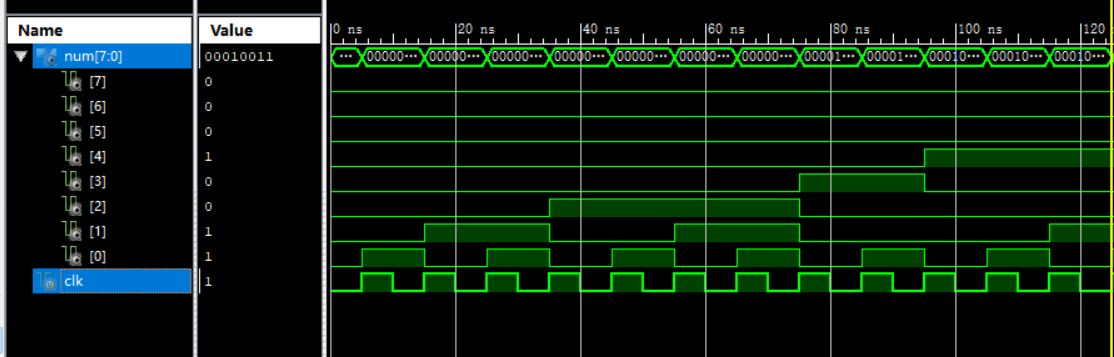 Name Value 0 ns 20 ns 40 ns 60 ns 80 ns 100 ns 120
num[7:0] 00010011 ··· 00000··· 00000··· 00000··· 00000··· 00000··· 00000··· 00000··· 00001··· 00001··· 00010··· 00010··· 00010···
[7] 0
[6] 0
[5] 0
[4] 1
[3] 0
[2] 0
[1] 1
[0] 1
clk 1